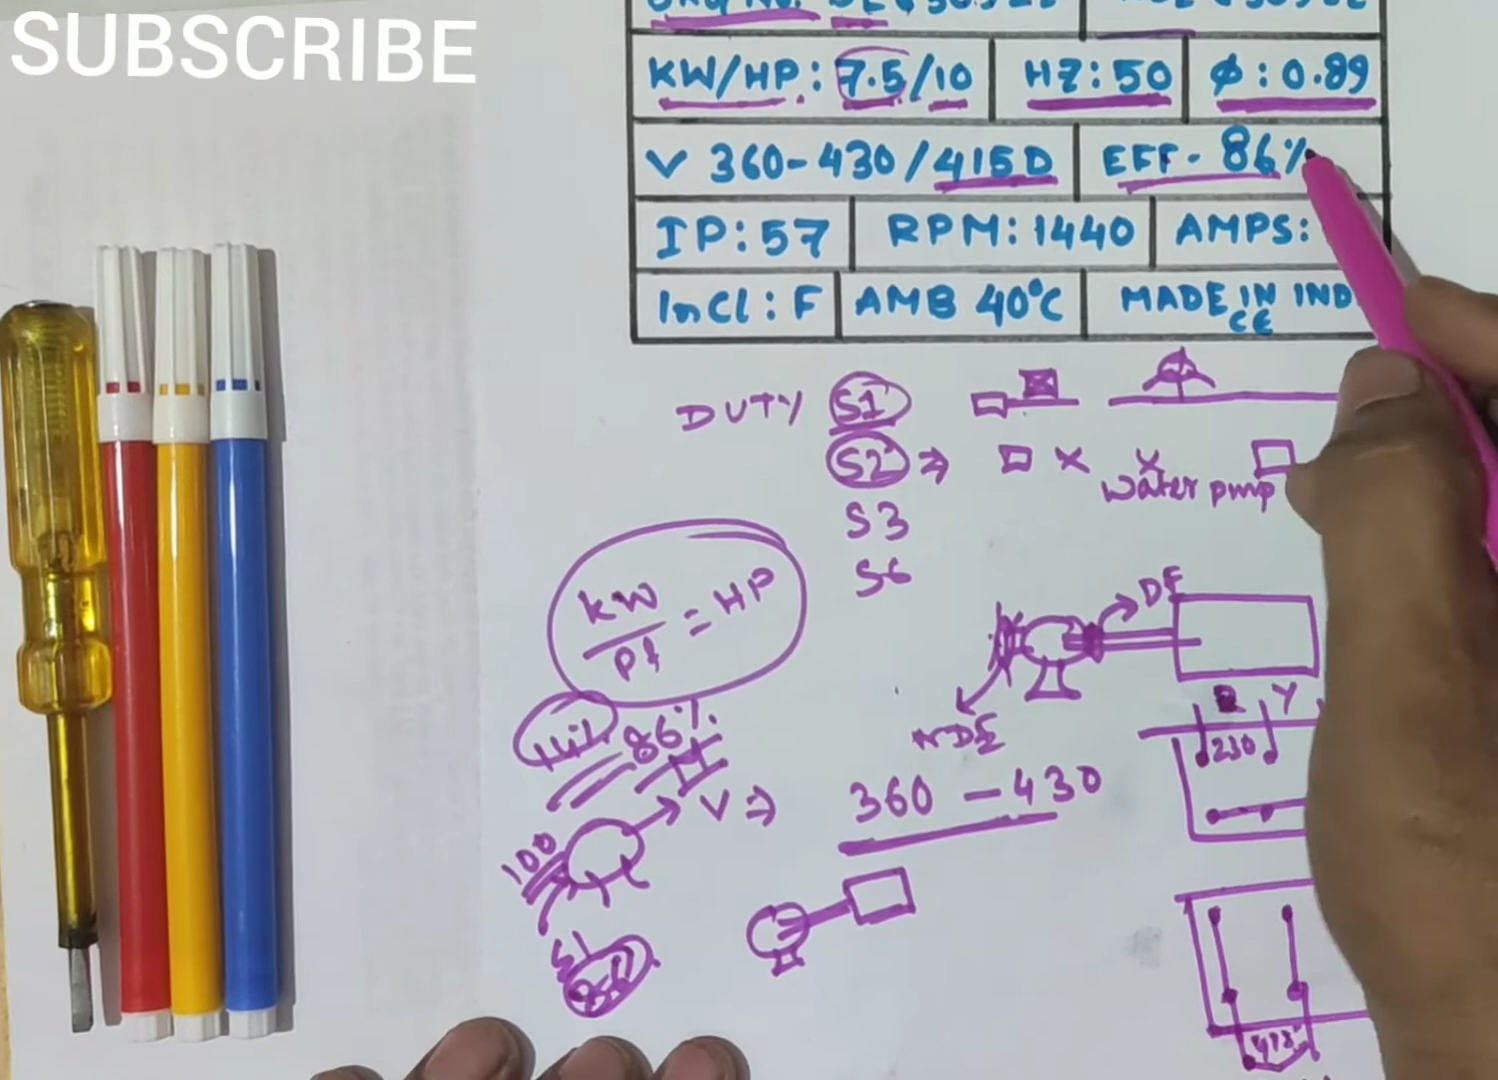 SUBSCRIBE
KW/HP: 7.5/10 HZ:50 φ:0.89
V 360-430/415D EFF- 86%
IP:57 RPM:1440 AMPS:
InCl:F AMB 40°C MADE IN IND
CE
DUTY S1
S2 ⇒ X X
water pmp
S3
S6
KW
Pf = HP
DE
NDE
86%
R Y
230
V ⇒ 360 - 430
100